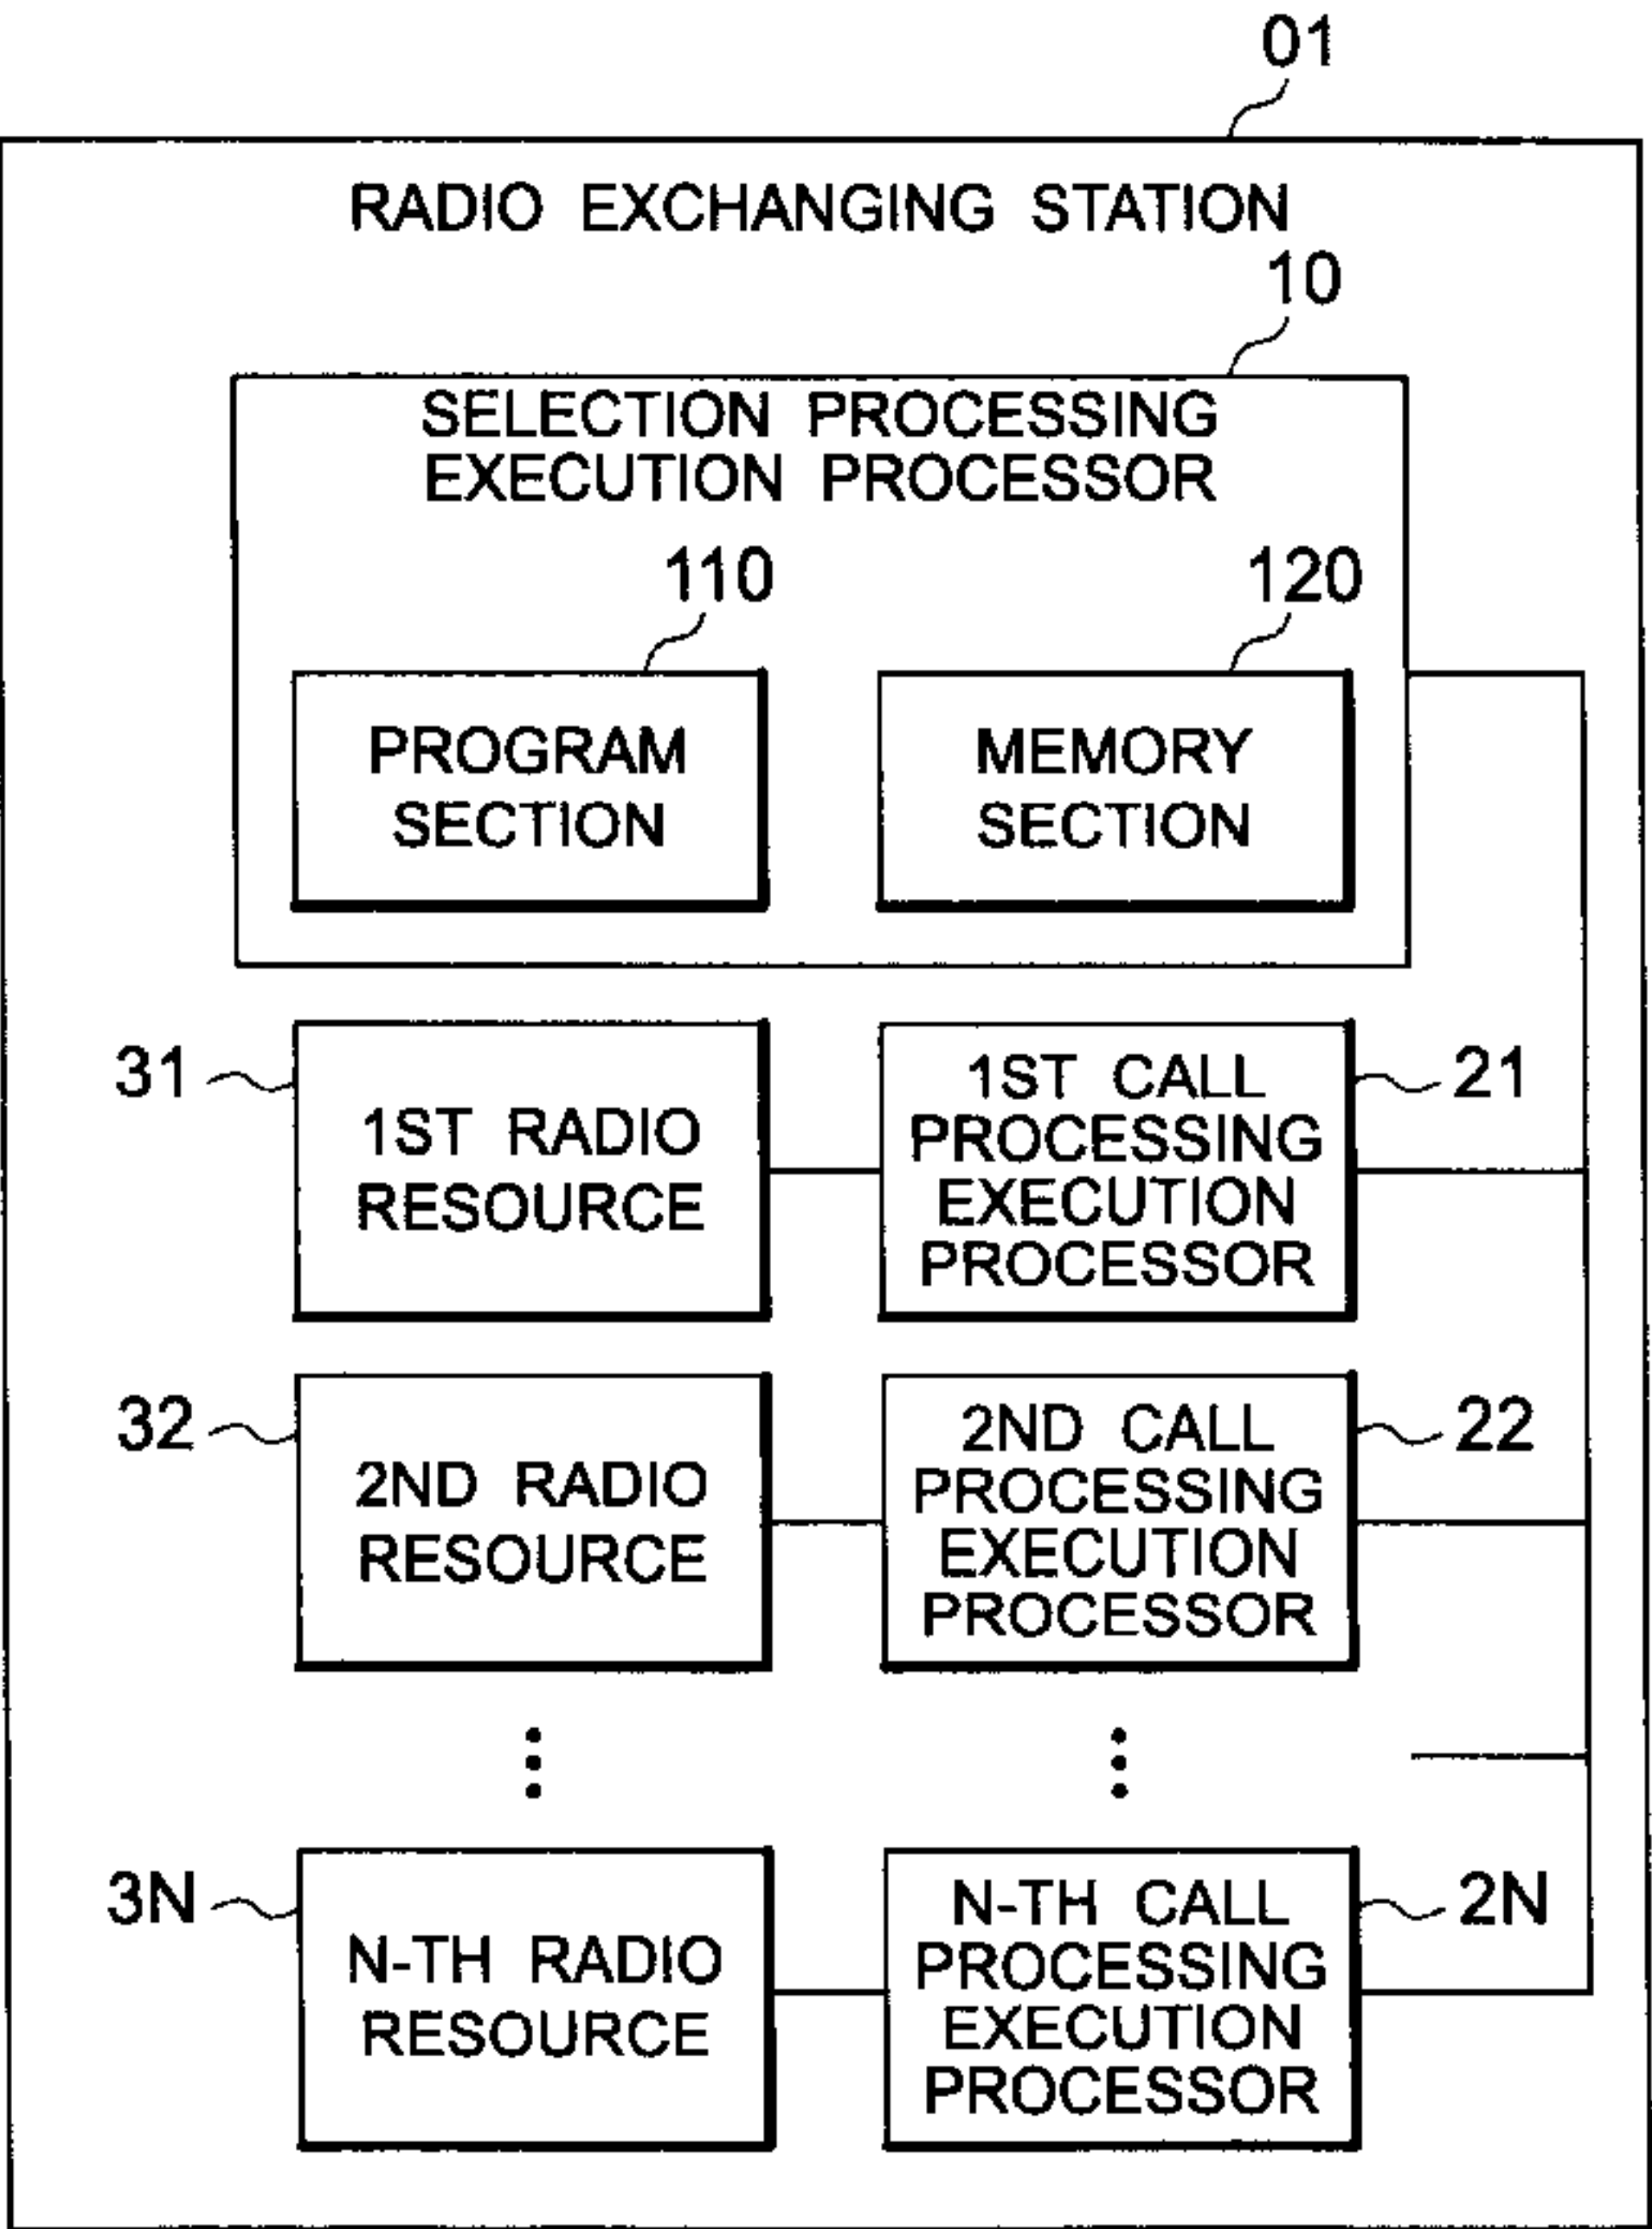 01
RADIO EXCHANGING STATION
10
SELECTION PROCESSING
EXECUTION PROCESSOR
110
120
PROGRAM
SECTION
MEMORY
SECTION
31
1ST RADIO
RESOURCE
1ST CALL
PROCESSING
EXECUTION
PROCESSOR
21
32
2ND RADIO
RESOURCE
2ND CALL
PROCESSING
EXECUTION
PROCESSOR
22
3N
N-TH RADIO
RESOURCE
N-TH CALL
PROCESSING
EXECUTION
PROCESSOR
2N